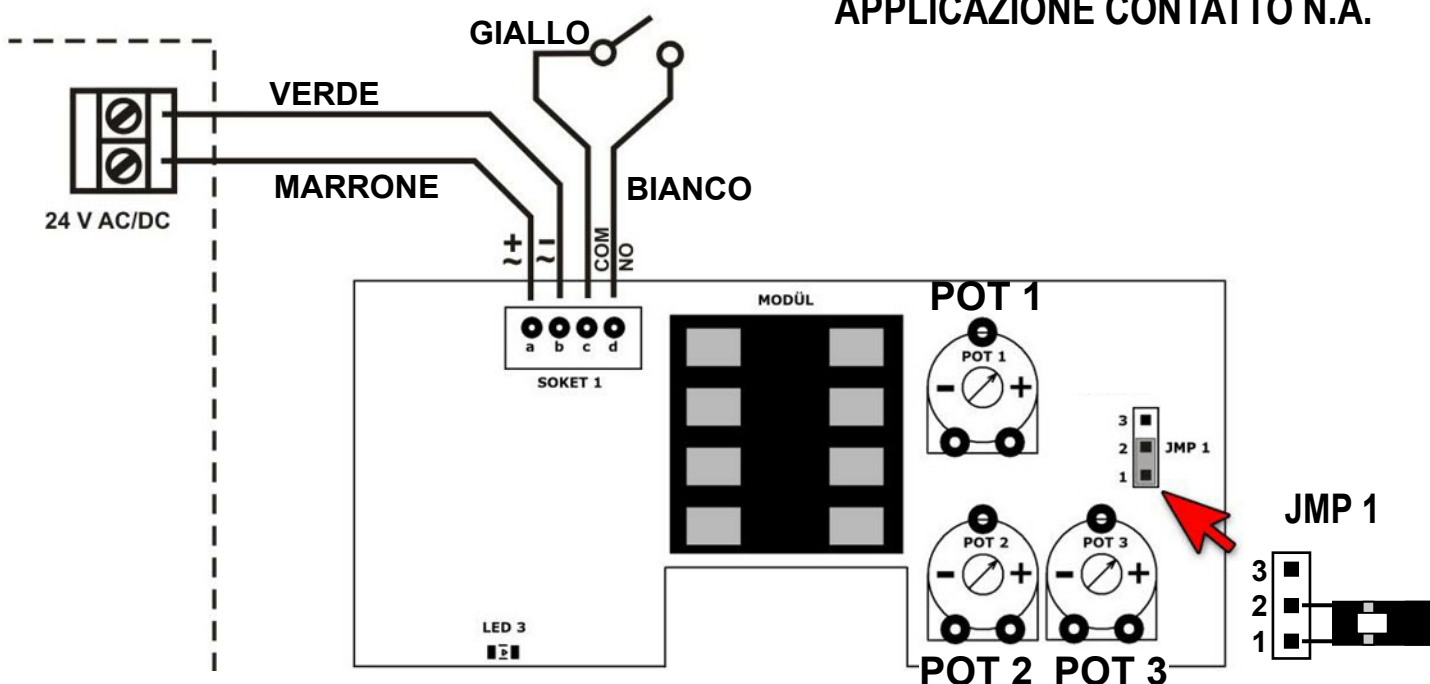 APPLICAZIONE CONTATTO N.A.
GIALLO
VERDE
MARRONE
BIANCO
24 V AC/DC
+
~
−
~
COM
NO
MODÜL
POT 1
a b c d
SOKET 1
POT 1
- +
3
2 JMP 1
1
JMP 1
POT 2
- +
POT 3
- +
3
2
1
LED 3
POT 2 POT 3